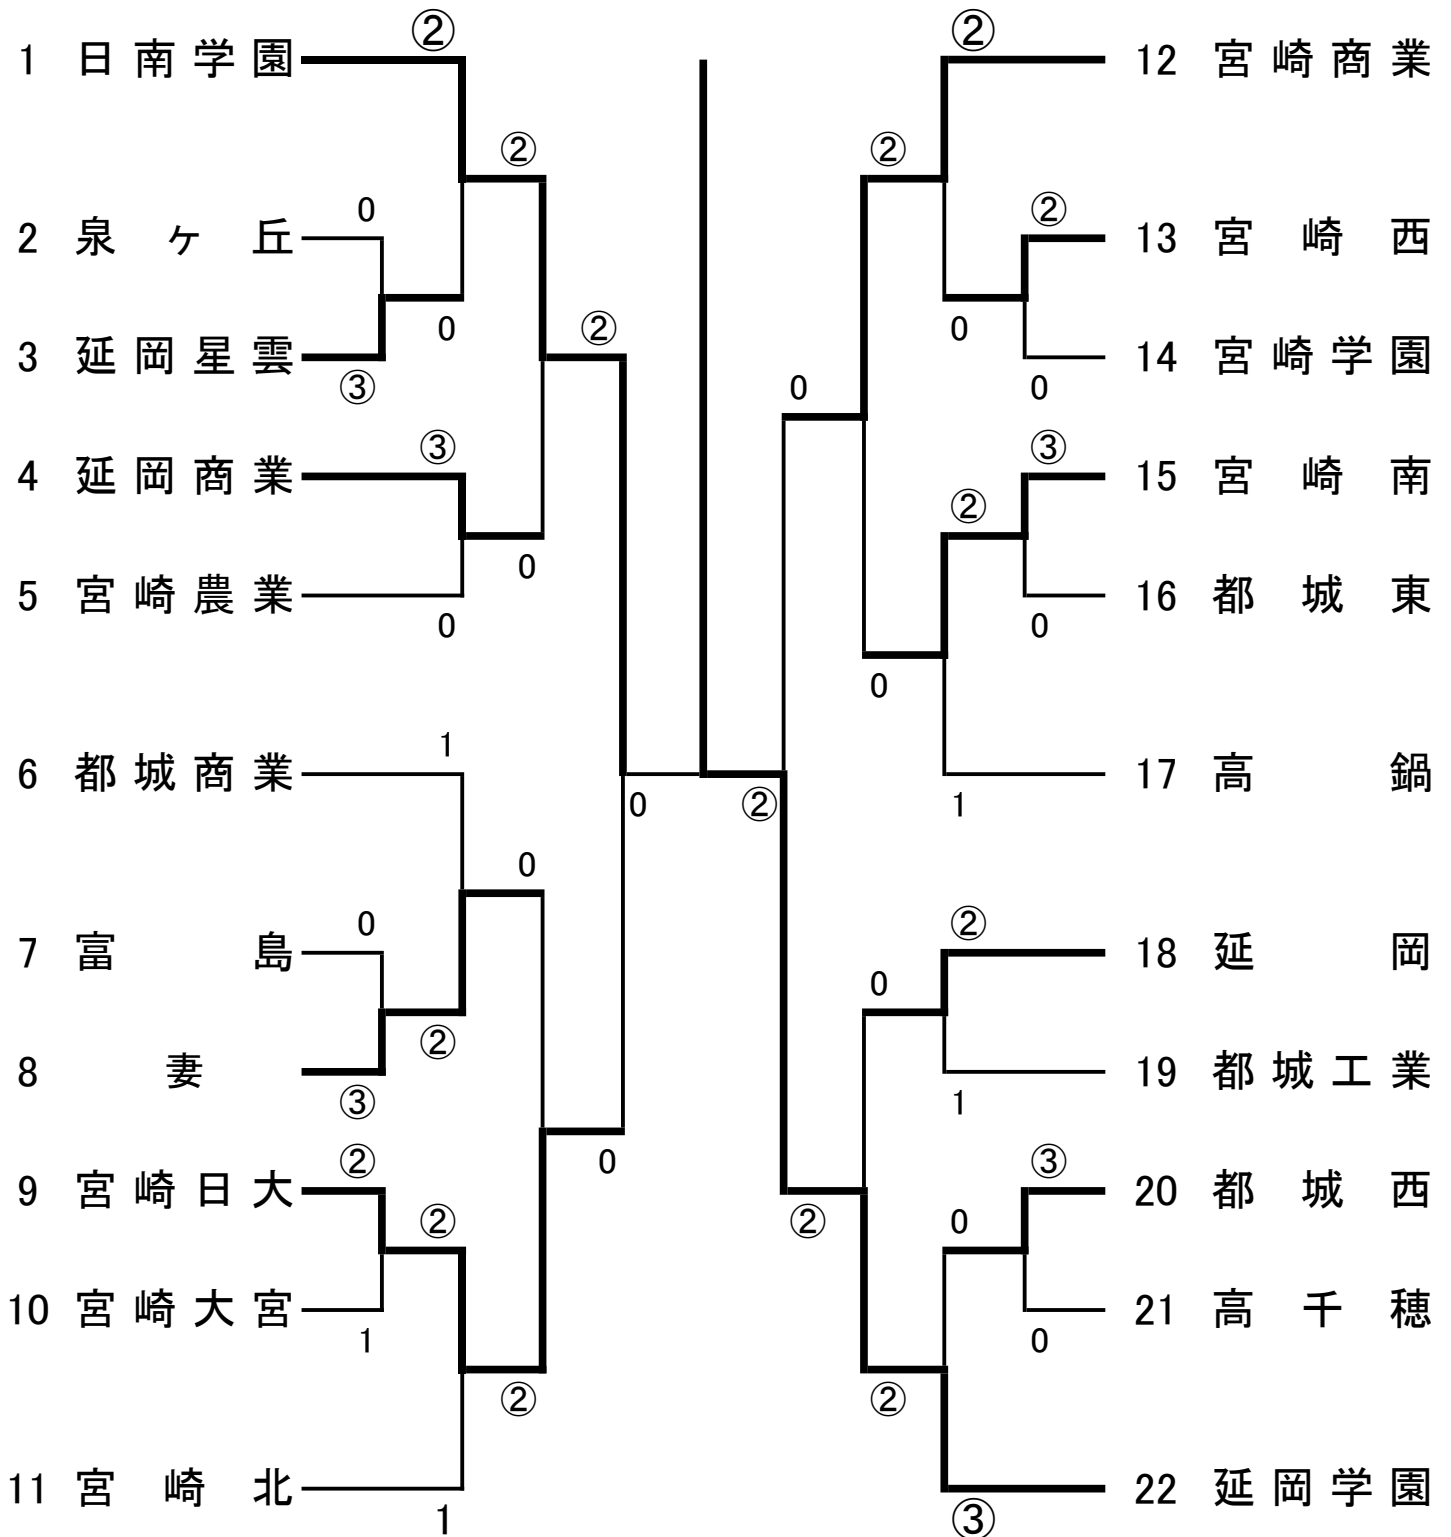 ②
1 日南学園
②
2 泉ヶ丘
0
0
3 延岡星雲
③
②
4 延岡商業
③
0
5 宮崎農業
0
6 都城商業
1
0
7 富島
0
②
8 妻
③
9 宮崎日大
②
②
10 宮崎大宮
1
0
②
11 宮崎北
1
0
②
②
12 宮崎商業
②
13 宮崎西
②
0
14 宮崎学園
0
0
15 宮崎南
③
②
16 都城東
0
0
17 高鍋
1
18 延岡
②
0
19 都城工業
1
20 都城西
③
0
②
21 高千穂
0
②
22 延岡学園
③